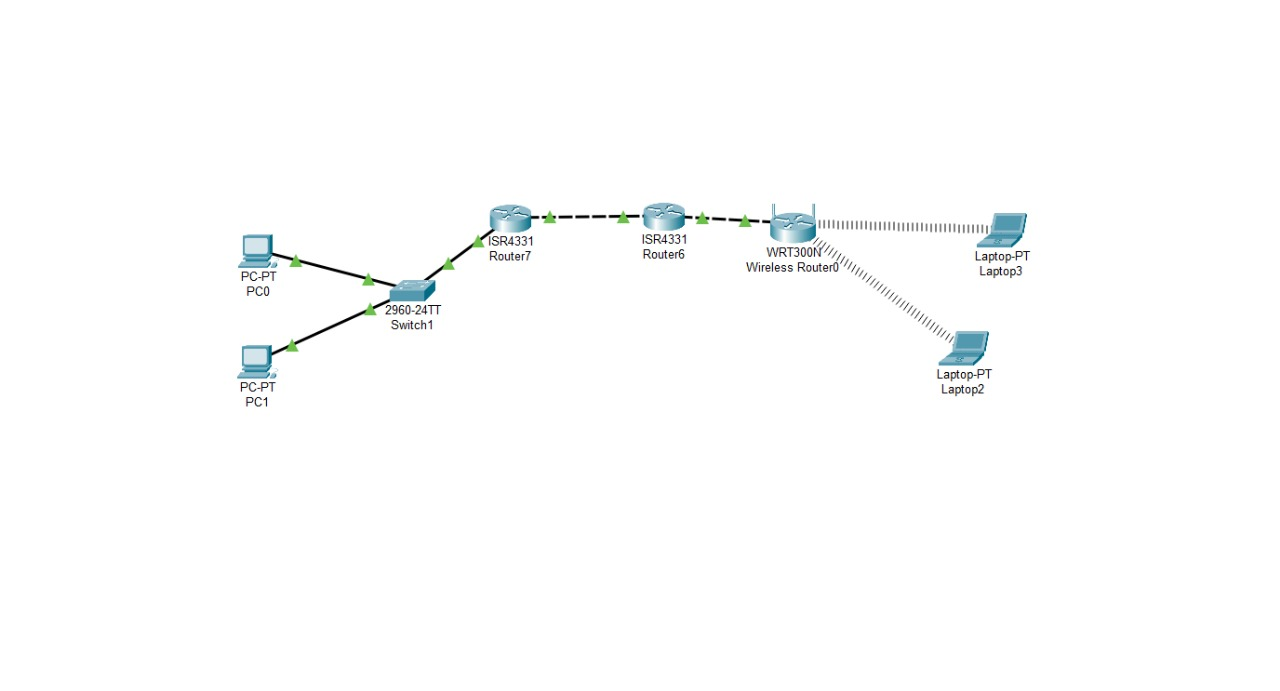 PC-PT
PC0
PC-PT
PC1
2960-24TT
Switch1
ISR4331
Router7
ISR4331
Router6
WRT300N
Wireless Router0
Laptop-PT
Laptop3
Laptop-PT
Laptop2